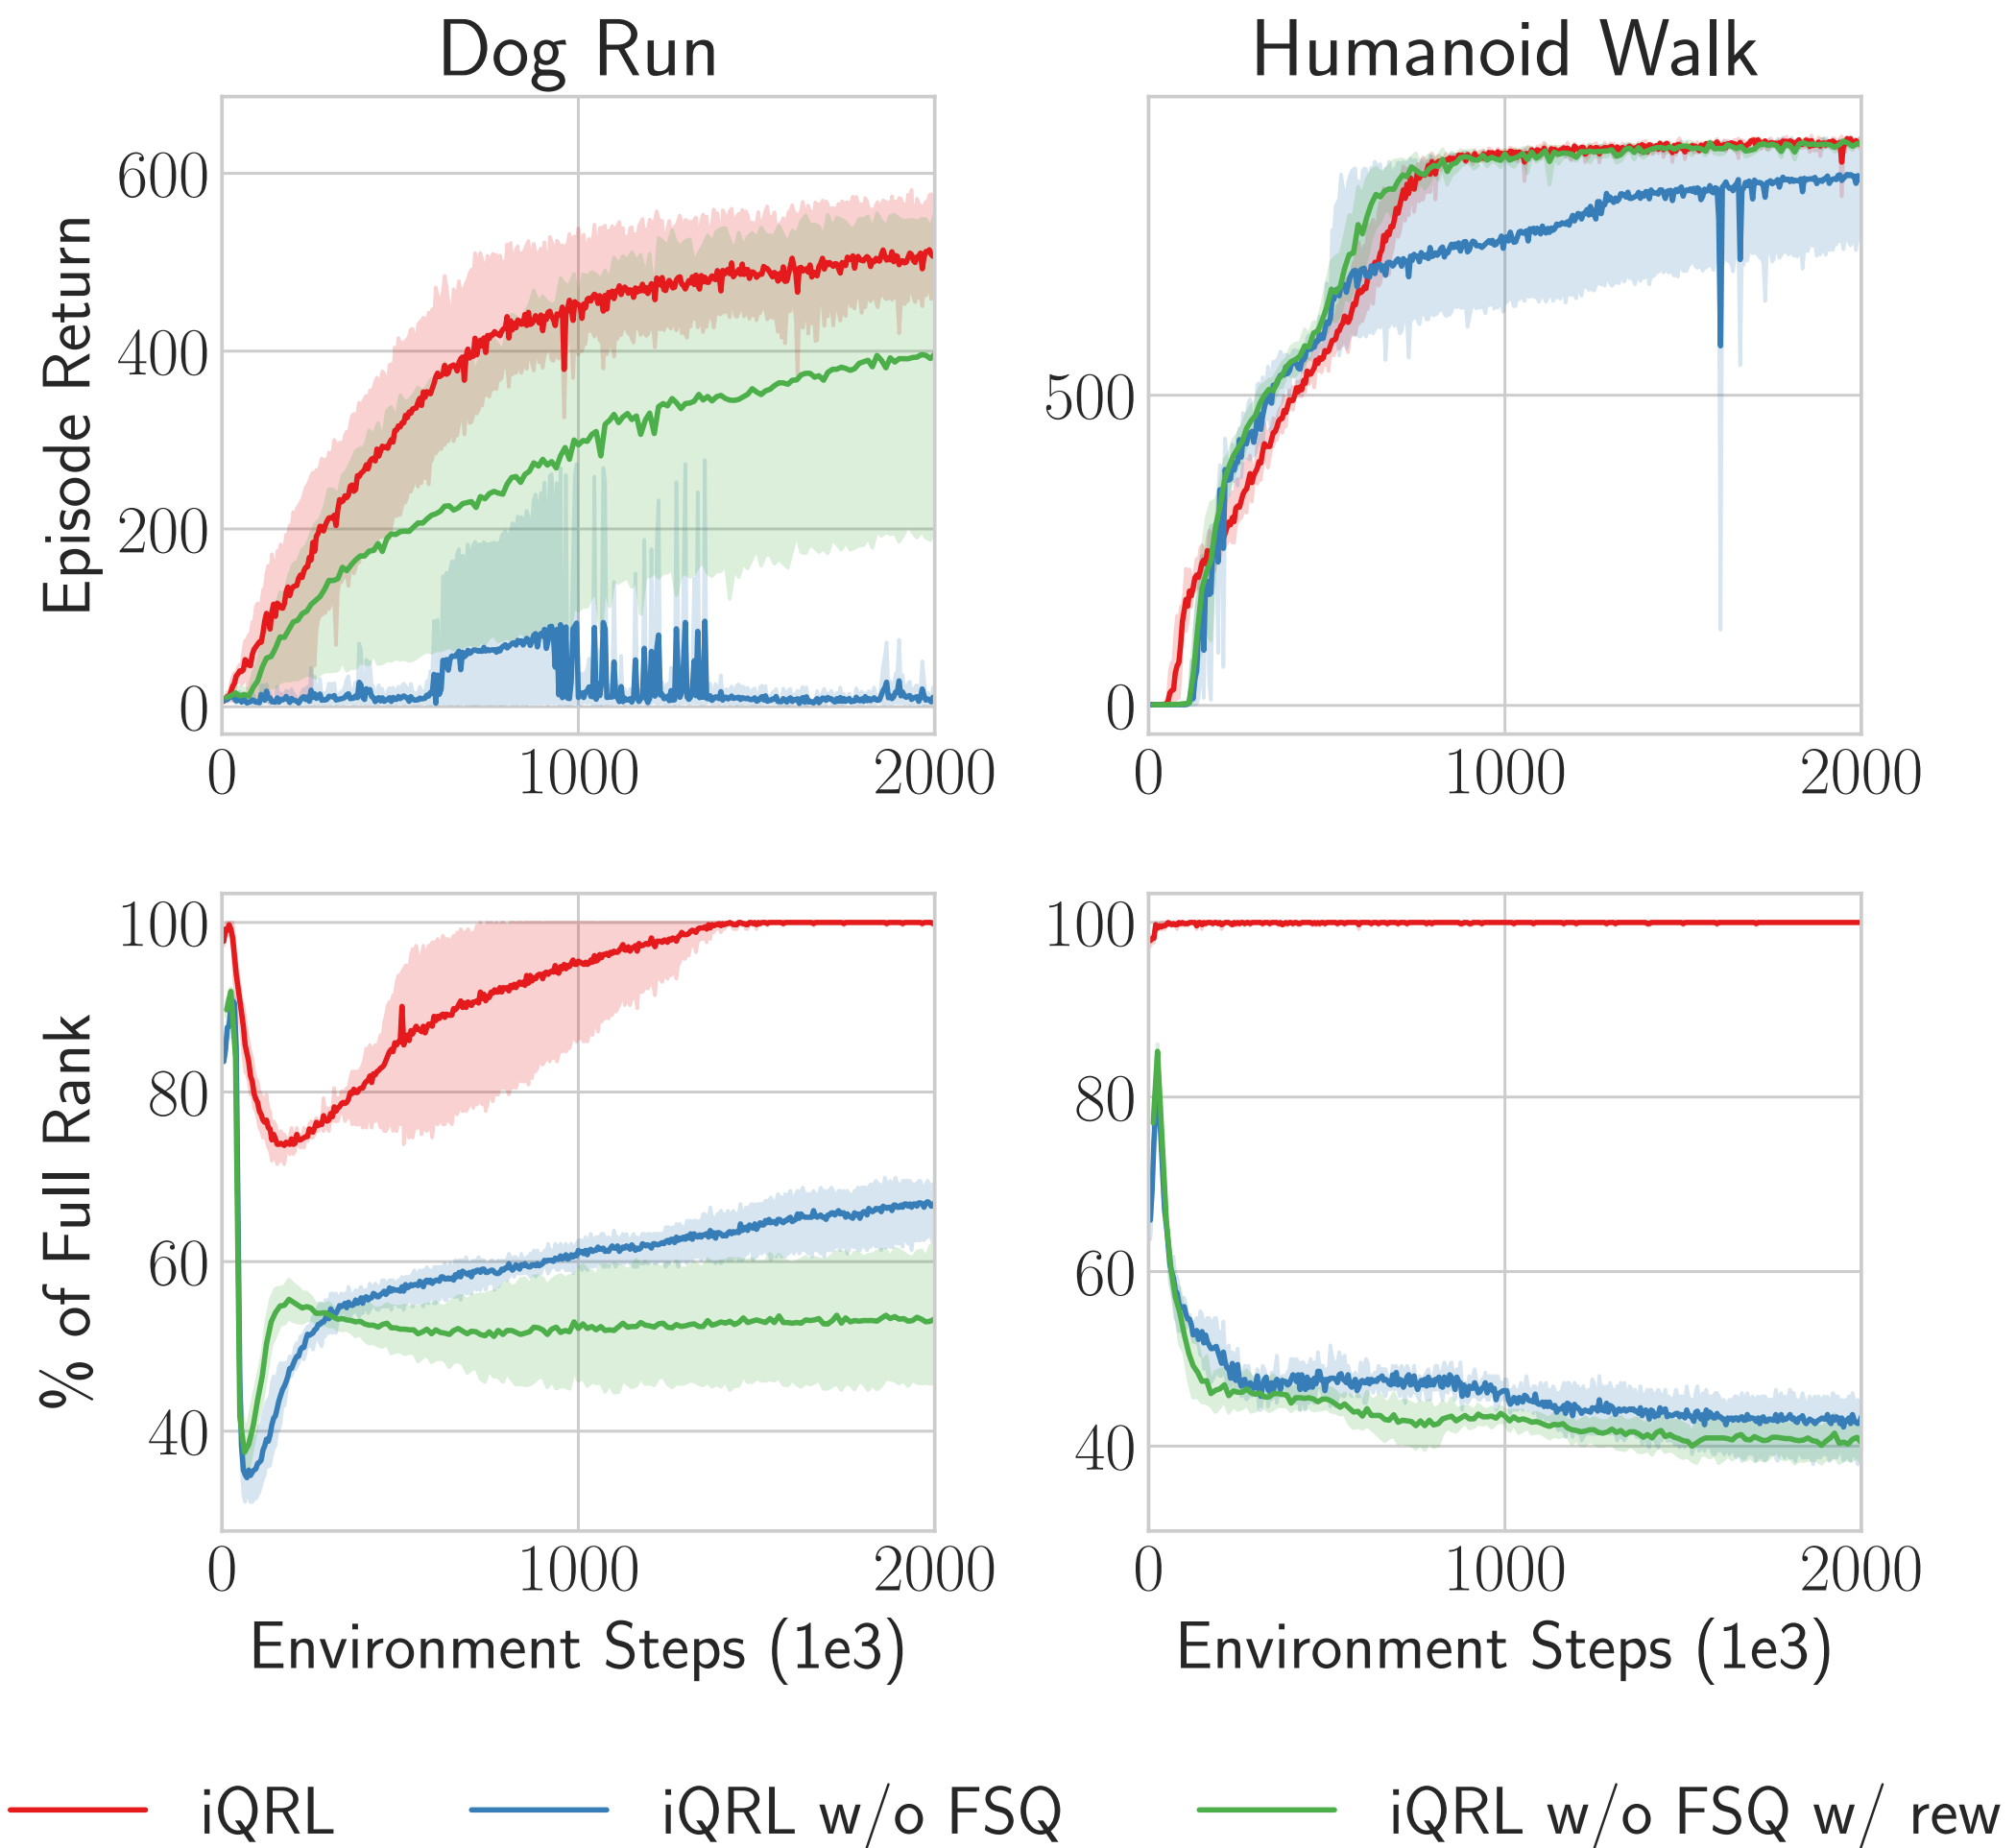 Dog Run
Humanoid Walk
Episode Return
600
400
200
0
0
1000
2000
500
0
0
1000
2000
% of Full Rank
100
80
60
40
0
1000
2000
100
80
60
40
0
1000
2000
Environment Steps (1e3)
Environment Steps (1e3)
iQRL
iQRL w/o FSQ
iQRL w/o FSQ w/ rew